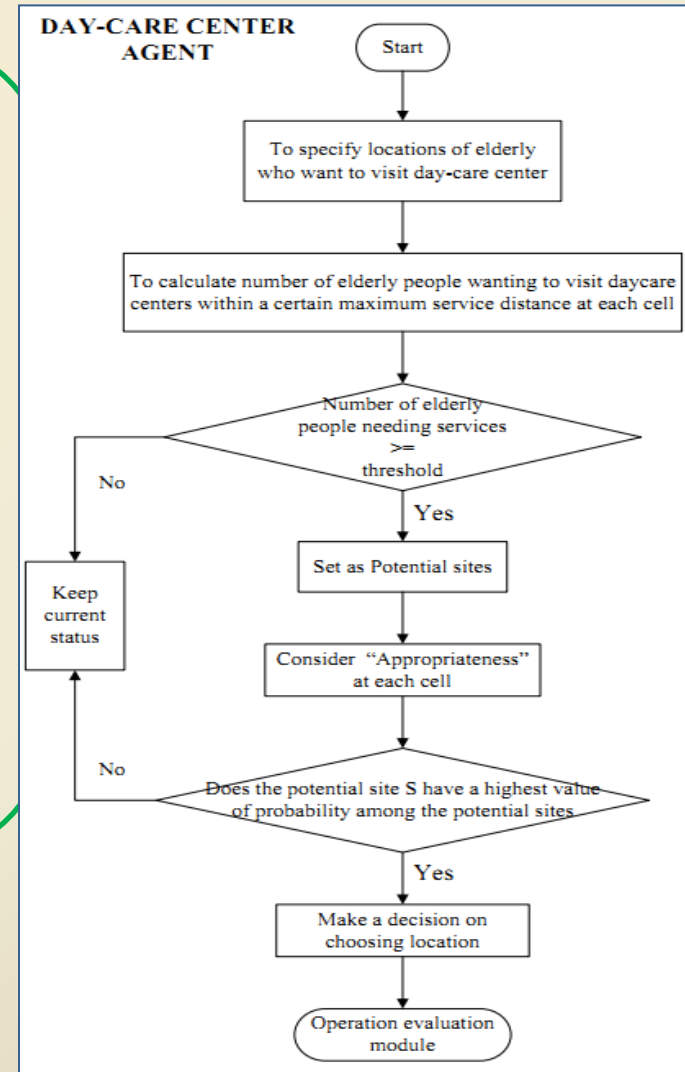 DAY-CARE CENTER
AGENT
Start
To specify locations of elderly
who want to visit day-care center
To calculate number of elderly people wanting to visit daycare
centers within a certain maximum service distance at each cell
Number of elderly
people needing services
>=
threshold
No
Yes
Keep
current
status
Set as Potential sites
Consider “Appropriateness”
at each cell
No
Does the potential site S have a highest value
of probability among the potential sites
Yes
Make a decision on
choosing location
Operation evaluation
module